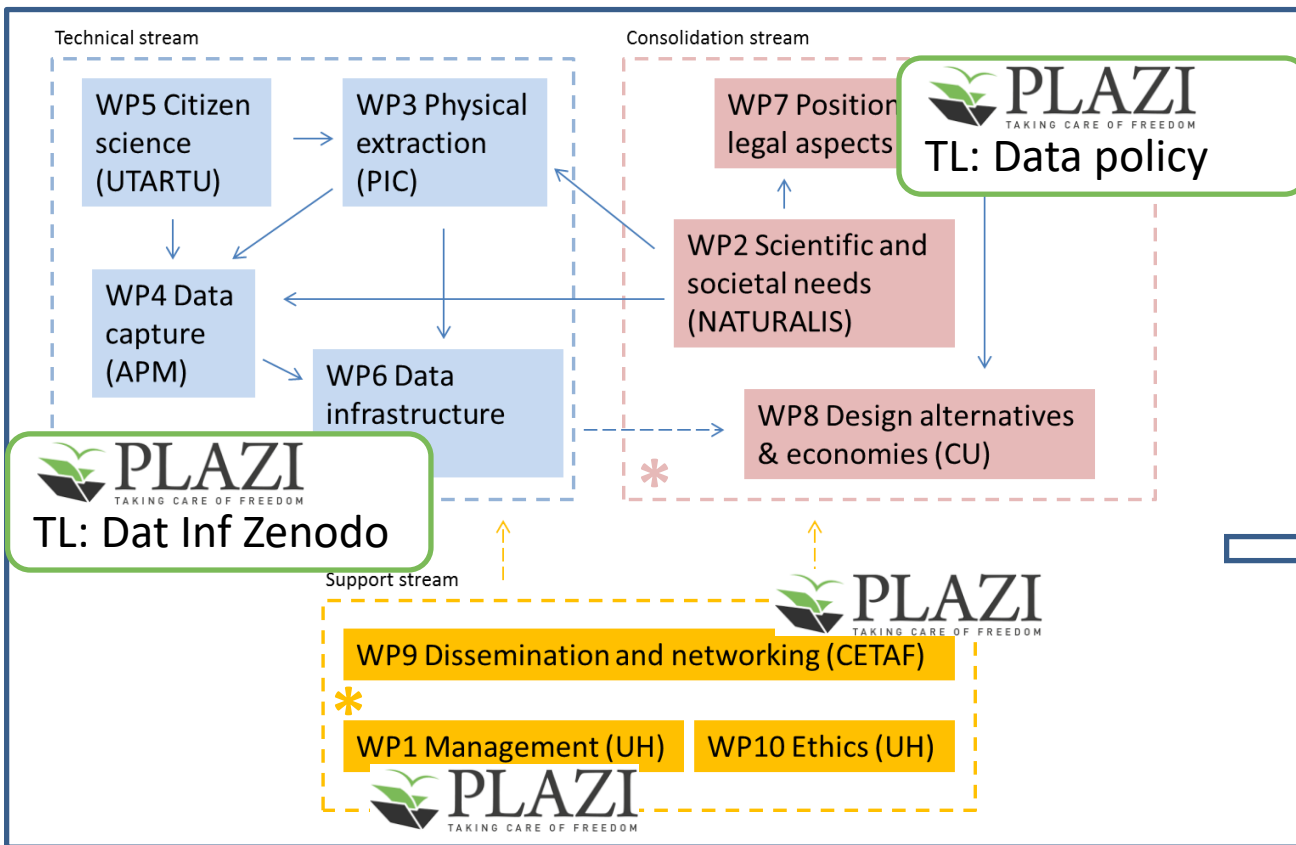 Technical stream
WP5 Citizen
science
(UTARTU)
WP3 Physical
extraction
(PIC)
WP4 Data
capture
(APM)
WP6 Data
infrastructure
PLAZI
TAKING CARE OF FREEDOM
TL: Dat Inf Zenodo
Consolidation stream
WP7 Position
legal aspects
PLAZI
TAKING CARE OF FREEDOM
TL: Data policy
WP2 Scientific and
societal needs
(NATURALIS)
WP8 Design alternatives
& economies (CU)
*
Support stream
PLAZI
TAKING CARE OF FREEDOM
WP9 Dissemination and networking (CETAF)
*
WP1 Management (UH)
WP10 Ethics (UH)
PLAZI
TAKING CARE OF FREEDOM